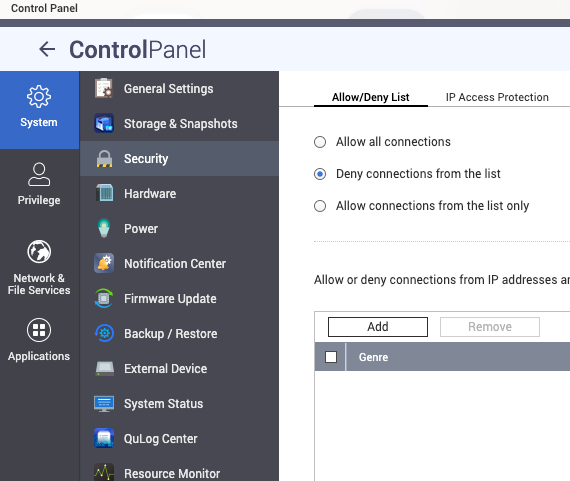 Control Panel
ControlPanel
System
Privilege
Network &
File Services
Applications
General Settings
Storage & Snapshots
Security
Hardware
Power
Notification Center
Firmware Update
Backup / Restore
External Device
System Status
QuLog Center
Resource Monitor
Allow/Deny List
IP Access Protection
Allow all connections
Deny connections from the list
Allow connections from the list only
Allow or deny connections from IP addresses
Add
Remove
Genre